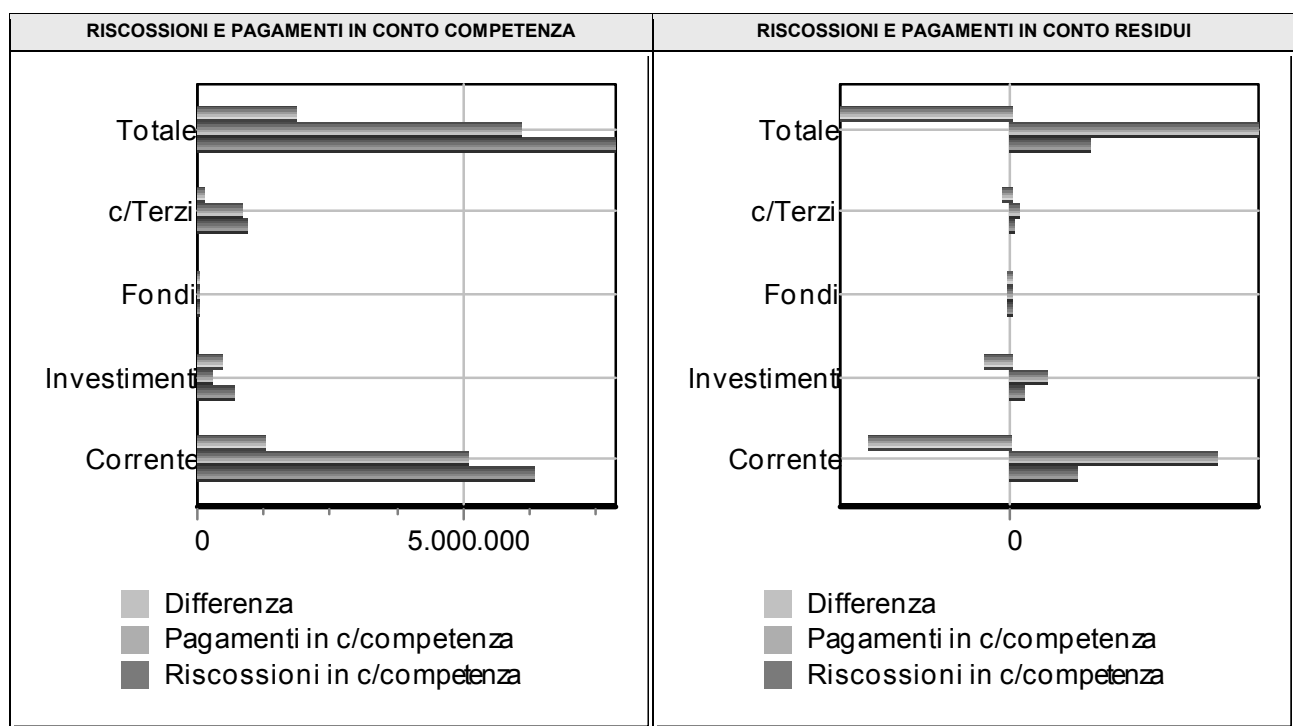 RISCOSSIONI E PAGAMENTI IN CONTO COMPETENZA
Totale
c/Terzi
Fondi
Investimenti
Corrente
0 5.000.000
Differenza
Pagamenti in c/competenza
Riscossioni in c/competenza
RISCOSSIONI E PAGAMENTI IN CONTO RESIDUI
Totale
c/Terzi
Fondi
Investimenti
Corrente
0
Differenza
Pagamenti in c/competenza
Riscossioni in c/competenza